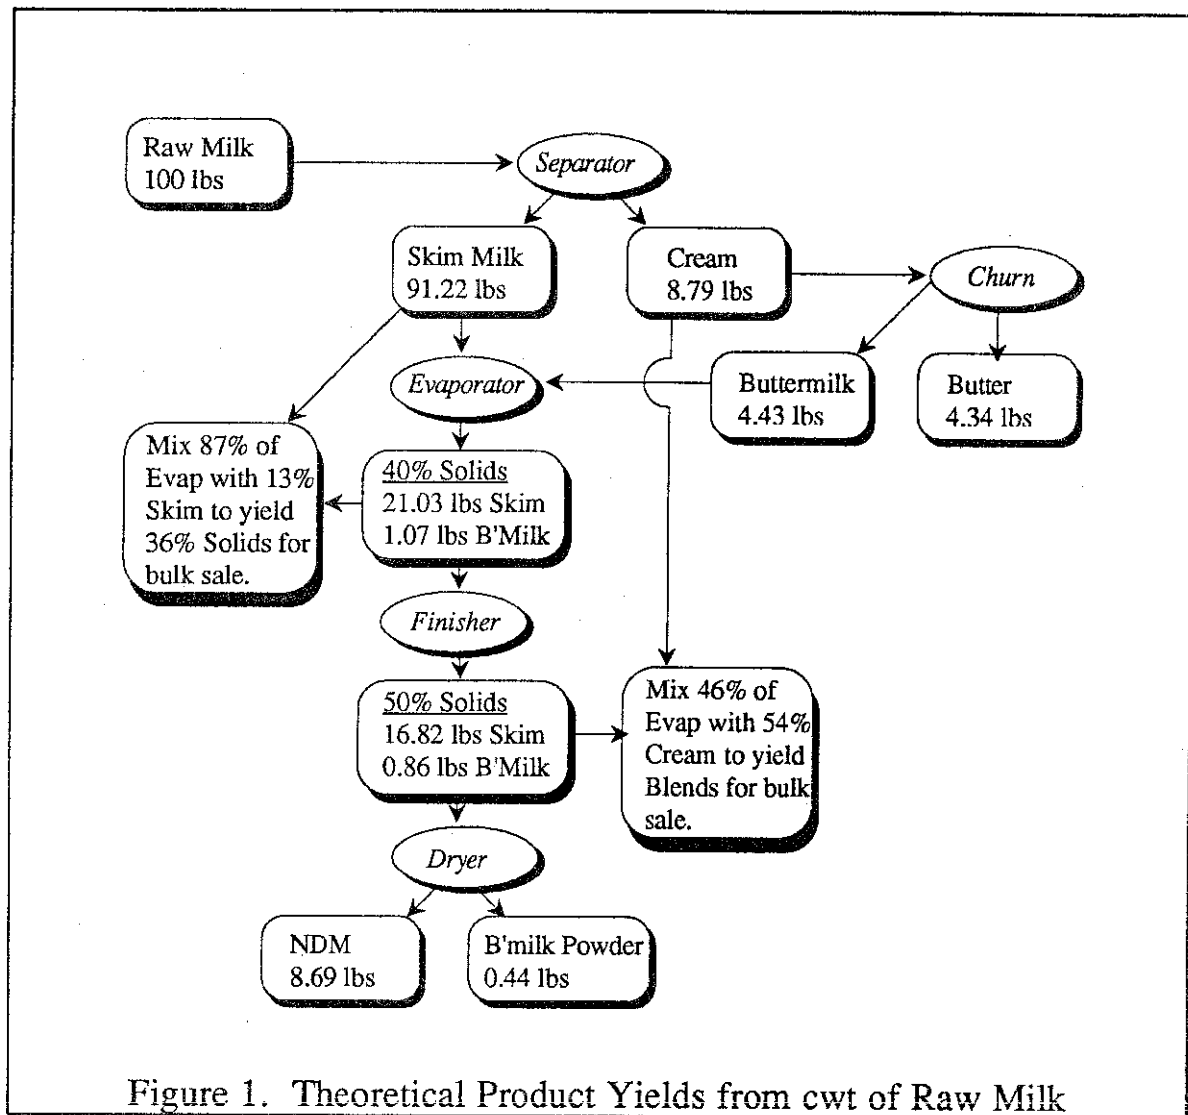 Raw Milk
100 lbs
Separator
Skim Milk
91.22 lbs
Cream
8.79 lbs
Churn
Evaporator
Buttermilk
4.43 lbs
Butter
4.34 lbs
Mix 87% of
Evap with 13%
Skim to yield
36% Solids for
bulk sale.
40% Solids
21.03 lbs Skim
1.07 lbs B'Milk
Finisher
50% Solids
16.82 lbs Skim
0.86 lbs B'Milk
Mix 46% of
Evap with 54%
Cream to yield
Blends for bulk
sale.
Dryer
NDM
8.69 lbs
B'milk Powder
0.44 lbs
Figure 1. Theoretical Product Yields from cwt of Raw Milk